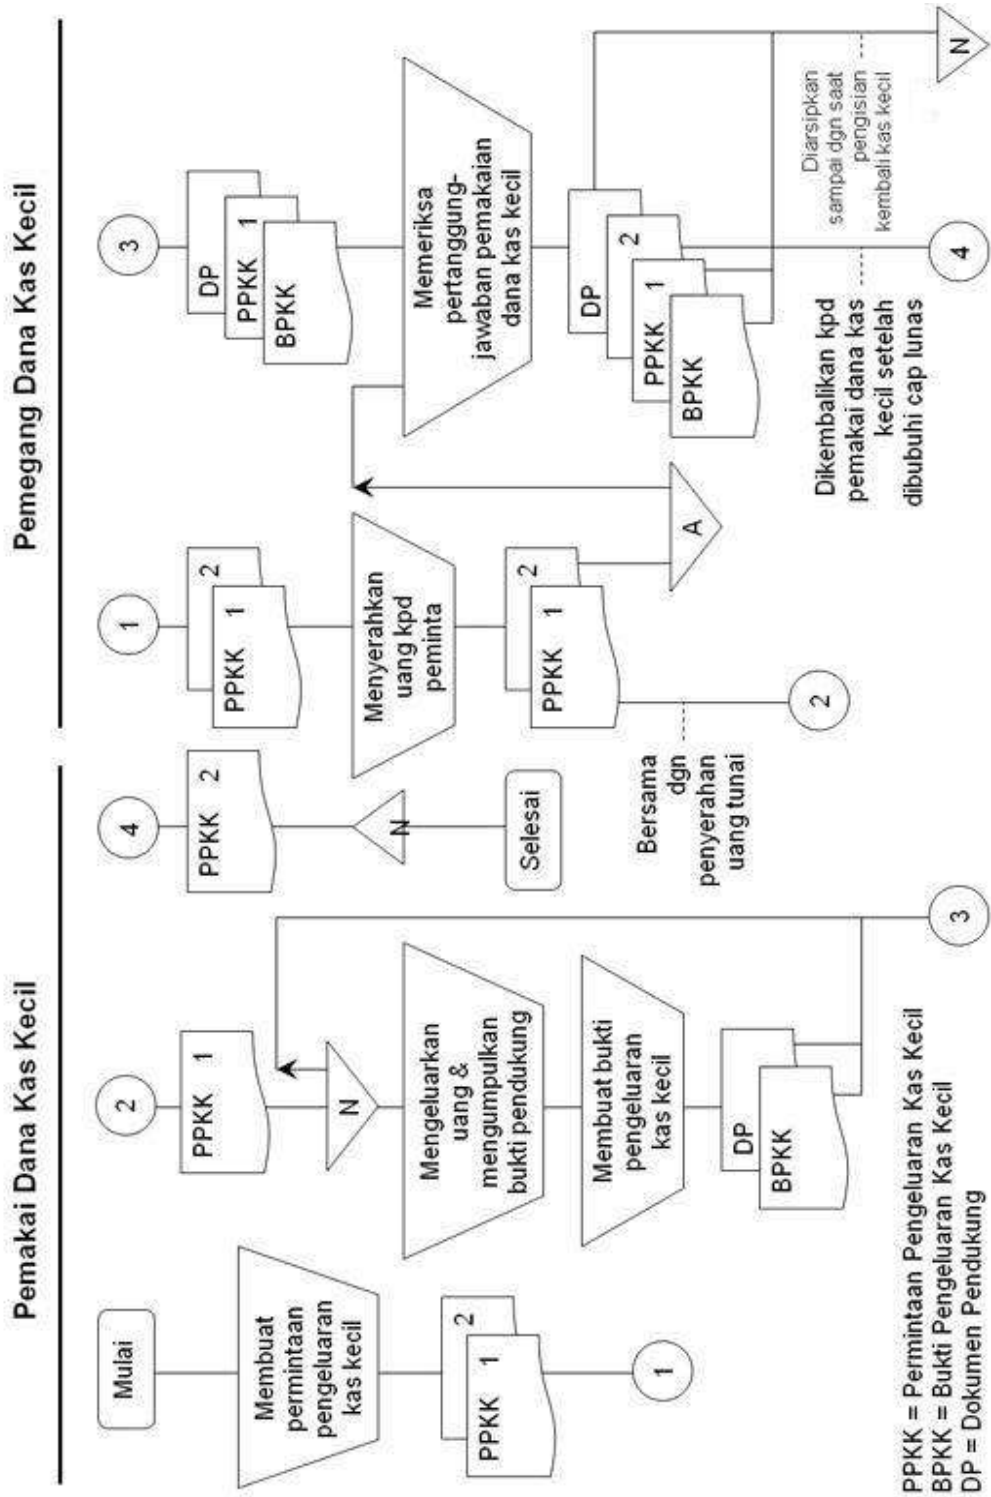 Pemakai Dana Kas Kecil
Mulai
Membuat
permintaan
pengeluaran
kas kecil
2
PPKK 1
1
2
PPKK 1
N
Mengeluarkan
uang &
mengumpulkan
bukti pendukung
Membuat bukti
pengeluaran
kas kecil
DP
BPKK
3
4
PPKK 2
N
Selesai
Pemegang Dana Kas Kecil
1
2
PPKK 1
Menyerahkan
uang kpd
peminta
2
PPKK 1
A
Bersama
dgn
penyerahan
uang tunai
2
3
DP
PPKK 1
BPKK
Memeriksa
pertanggung-
jawaban pemakaian
dana kas kecil
DP
2
PPKK 1
BPKK
Dikembalikan kpd
pemakai dana kas
kecil setelah
dibubuhi cap lunas
4
Diarsipkan
sampai dgn saat
pengisian
kembali kas kecil
N
PPKK = Permintaan Pengeluaran Kas Kecil
BPKK = Bukti Pengeluaran Kas Kecil
DP = Dokumen Pendukung